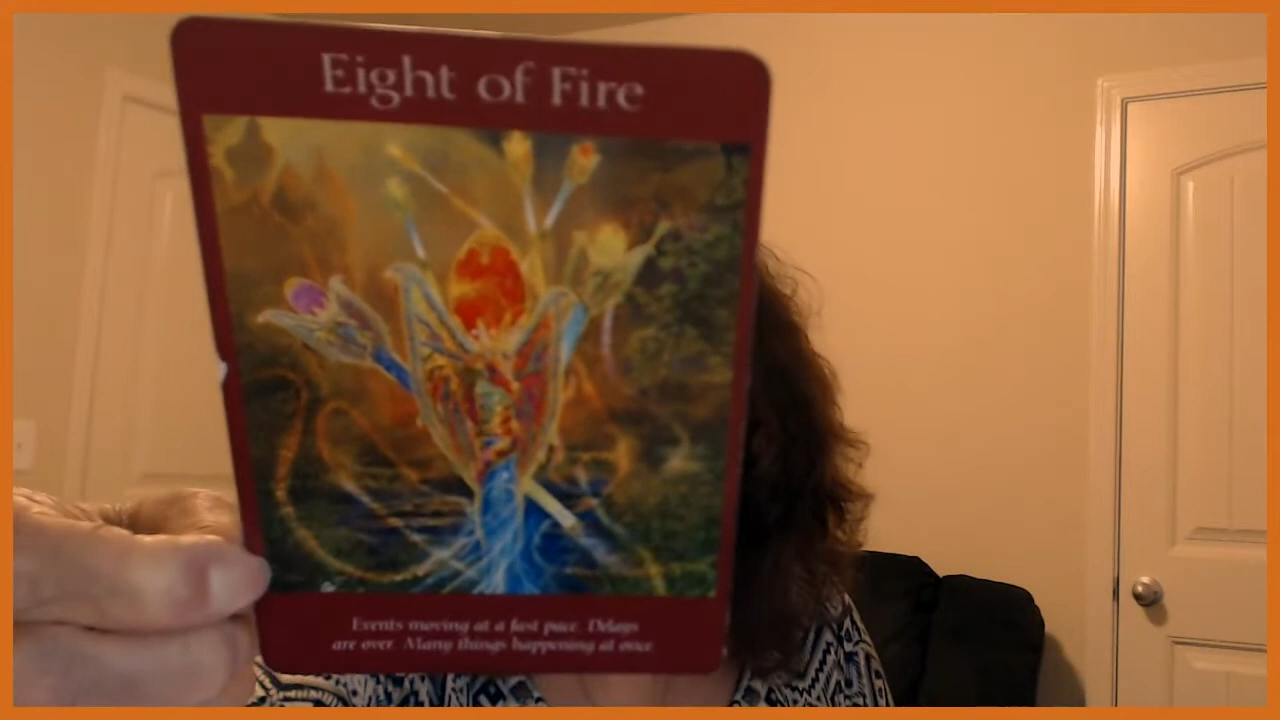 Eight of Fire
Events moving at a fast pace. Delays
are over. Many things happening at once.